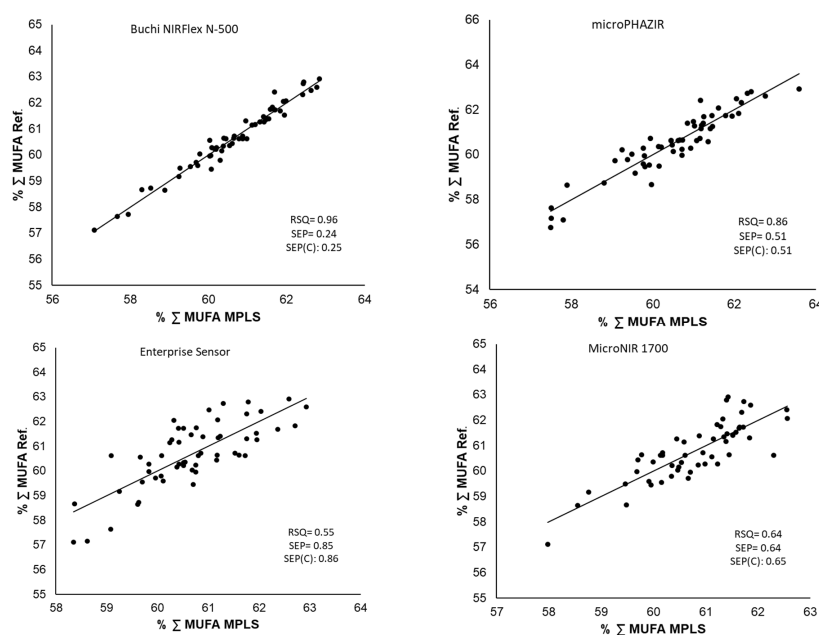 Buchi NIRFlex N-500
65
64
63
62
61
60
59
58
57
56
55
% ∑ MUFA Ref.
RSQ= 0.96
SEP= 0.24
SEP(C): 0.25
56
58
60
62
64
% ∑ MUFA MPLS
microPHAZIR
66
64
62
60
58
56
54
% ∑ MUFA Ref.
RSQ= 0.86
SEP= 0.51
SEP(C): 0.51
56
58
60
62
64
% ∑ MUFA MPLS
Enterprise Sensor
65
64
63
62
61
60
59
58
57
56
55
% ∑ MUFA Ref.
RSQ= 0.55
SEP= 0.85
SEP(C): 0.86
58
59
60
61
62
63
64
% ∑ MUFA MPLS
MicroNIR 1700
65
64
63
62
61
60
59
58
57
56
55
% ∑ MUFA Ref.
RSQ= 0.64
SEP= 0.64
SEP(C): 0.65
57
58
59
60
61
62
63
% ∑ MUFA MPLS